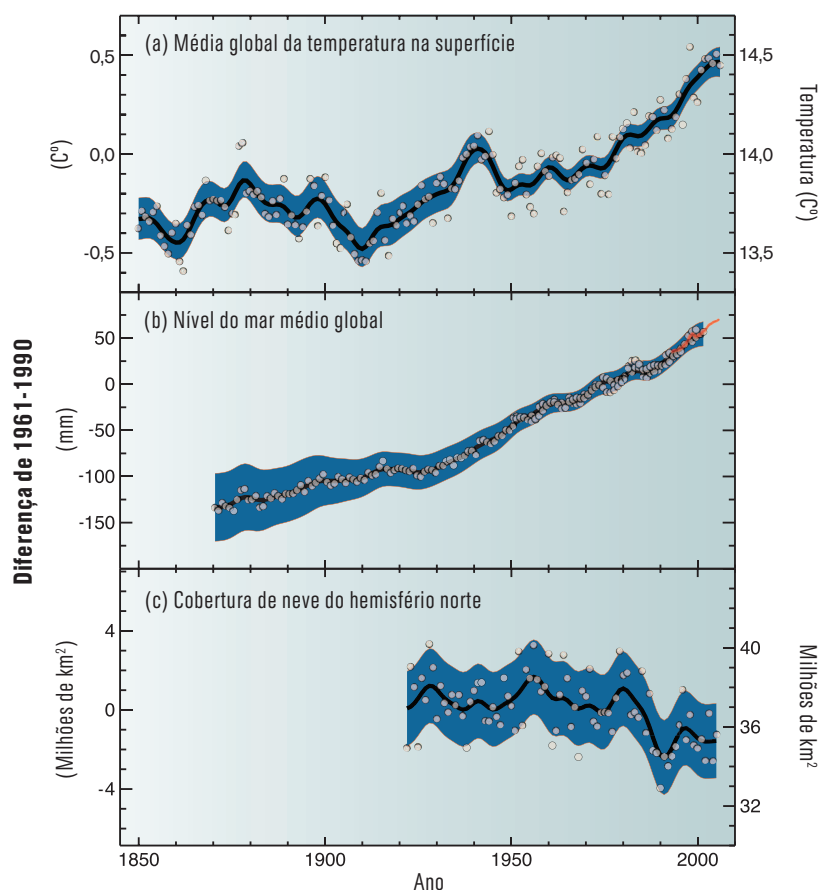 (a) Média global da temperatura na superfície
0,5
0,0
-0,5
(Cº)
14,5
14,0
13,5
Temperatura (Cº)
(b) Nível do mar médio global
50
0
-50
-100
-150
(mm)
Diferença de 1961-1990
(c) Cobertura de neve do hemisfério norte
4
0
-4
(Milhões de km²)
40
36
32
Milhões de km²
1850
1900
1950
2000
Ano